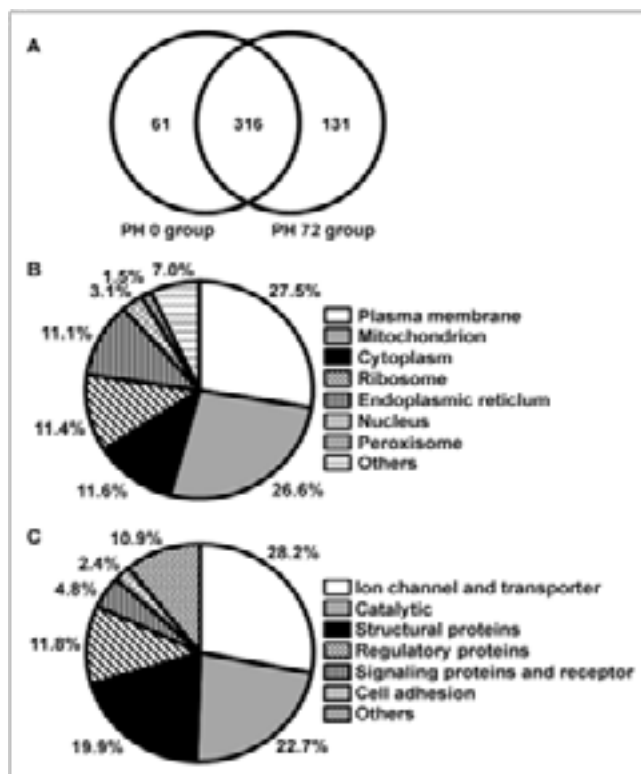 A
61 316 131
PH 0 group PH 72 group
B
1.5% 7.0%
3.1% 27.5%
11.1%
11.4%
11.6% 26.6%
Plasma membrane
Mitochondrion
Cytoplasm
Ribosome
Endoplasmic reticlum
Nucleus
Peroxisome
Others
C
10.9% 28.2%
2.4%
4.8%
11.8%
19.9% 22.7%
Ion channel and transporter
Catalytic
Structural proteins
Regulatory proteins
Signaling proteins and receptor
Cell adhesion
Others